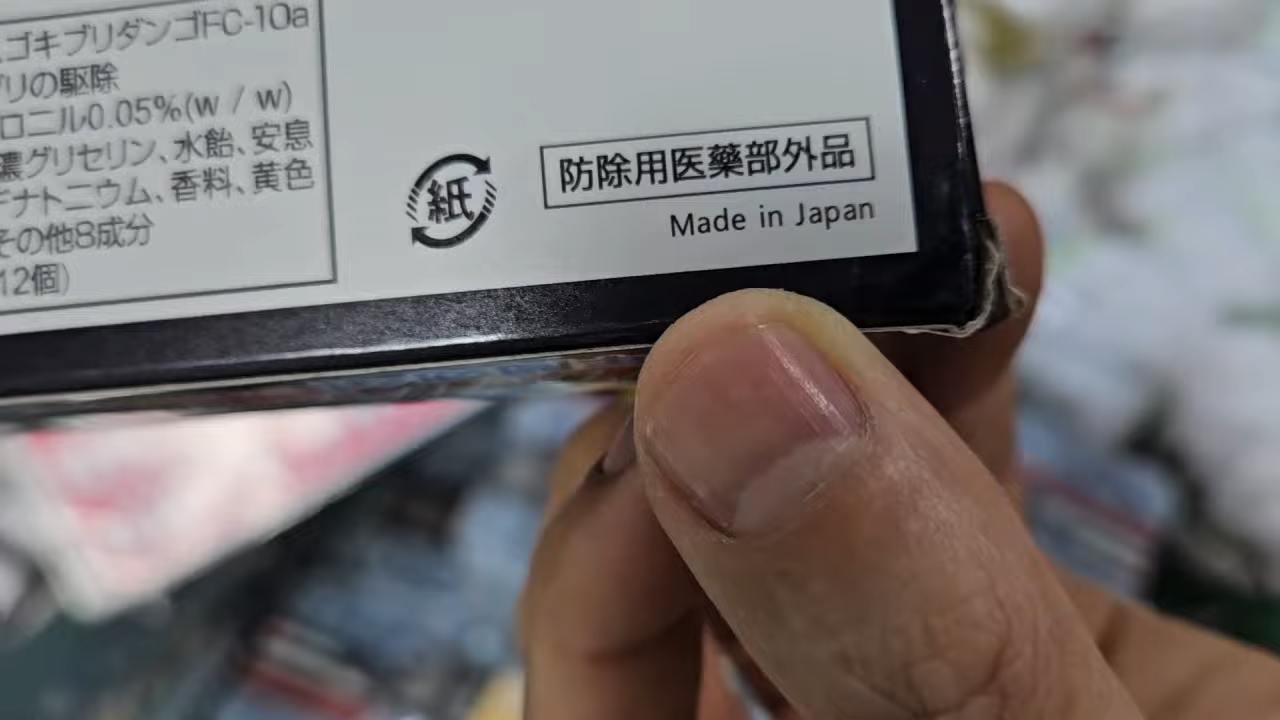 ゴキブリダンゴFC-10a
リの駆除
ロニル0.05%(w / w)
濃グリセリン、水飴、安息
ナトニウム、香料、黄色
その他8成分
12個)
紙
防除用医藥部外品
Made in Japan